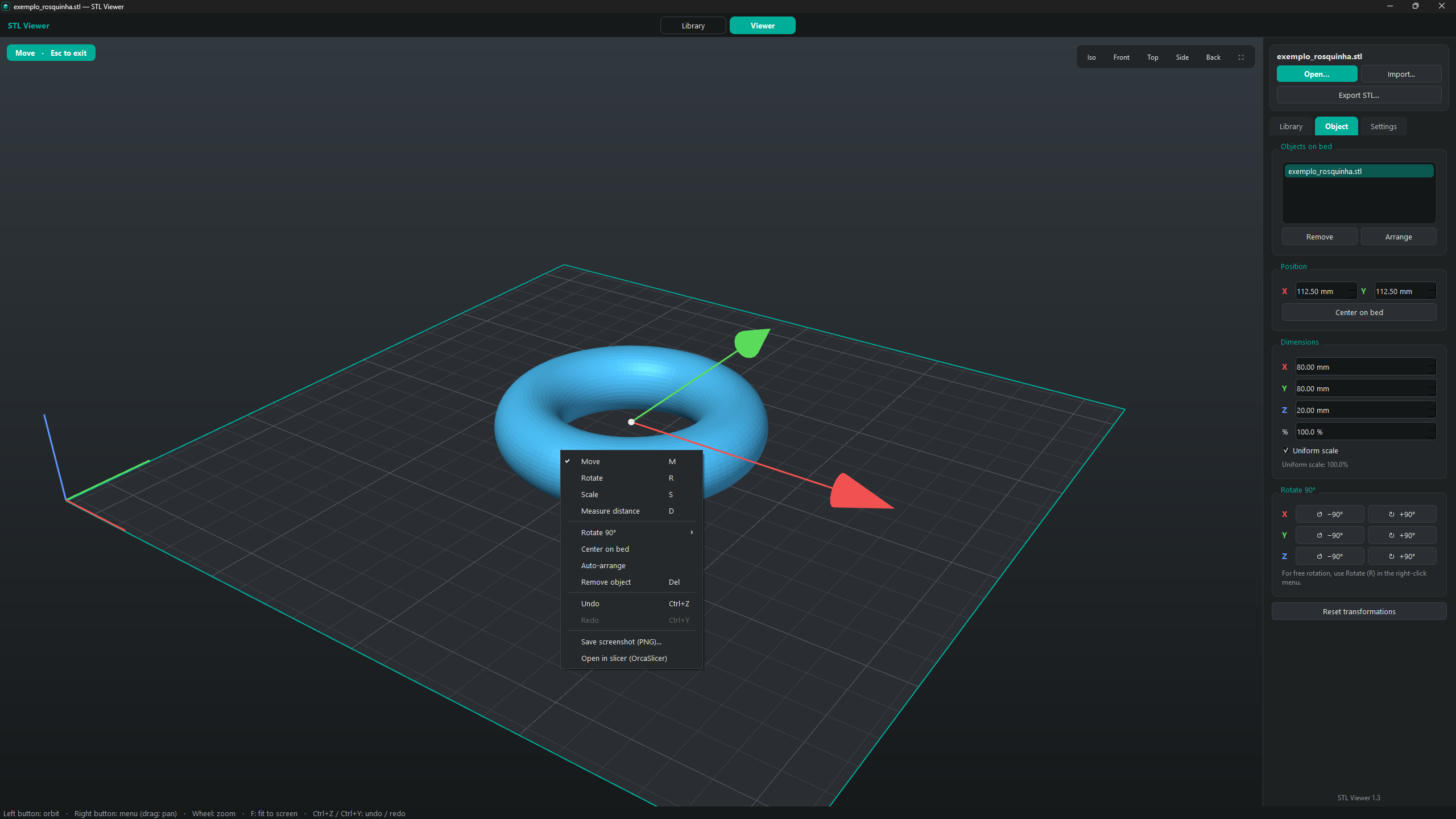 exemplo_rosquinha.stl — STL Viewer
STL Viewer
Library
Viewer
Move · Esc to exit
Iso
Front
Top
Side
Back
exemplo_rosquinha.stl
Open...
Import...
Export STL...
Library
Object
Settings
Objects on bed
exemplo_rosquinha.stl
Remove
Arrange
Position
X 112.50 mm Y 112.50 mm
Center on bed
Dimensions
X 80.00 mm
Y 80.00 mm
Z 20.00 mm
% 100.0 %
✓ Uniform scale
Uniform scale: 100.0%
Rotate 90°
X ↺ −90° ↻ +90°
Y ↺ −90° ↻ +90°
Z ↺ −90° ↻ +90°
For free rotation, use Rotate (R) in the right-click
menu.
Reset transformations
✓ Move M
Rotate R
Scale S
Measure distance D
Rotate 90° ›
Center on bed
Auto-arrange
Remove object Del
Undo Ctrl+Z
Redo Ctrl+Y
Save screenshot (PNG)...
Open in slicer (OrcaSlicer)
STL Viewer 1.3
Left button: orbit · Right button: menu (drag: pan) · Wheel: zoom · F: fit to screen · Ctrl+Z / Ctrl+Y: undo / redo